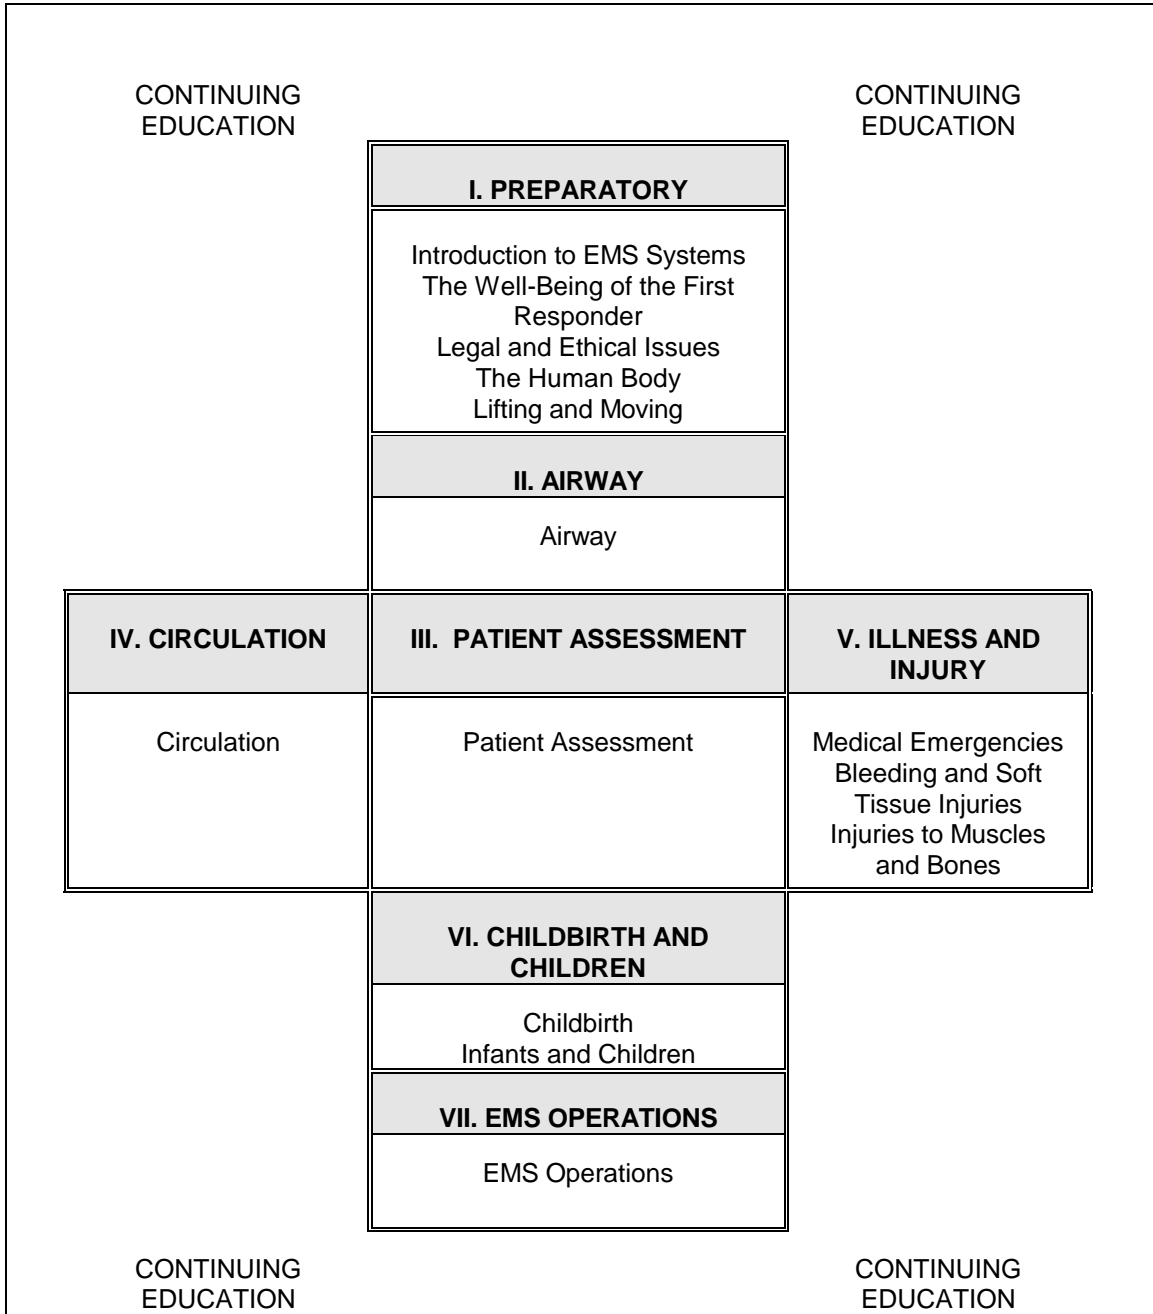 CONTINUING
EDUCATION
CONTINUING
EDUCATION
I. PREPARATORY
Introduction to EMS Systems
The Well-Being of the First
Responder
Legal and Ethical Issues
The Human Body
Lifting and Moving
II. AIRWAY
Airway
IV. CIRCULATION
Circulation
III. PATIENT ASSESSMENT
Patient Assessment
V. ILLNESS AND
INJURY
Medical Emergencies
Bleeding and Soft
Tissue Injuries
Injuries to Muscles
and Bones
VI. CHILDBIRTH AND
CHILDREN
Childbirth
Infants and Children
VII. EMS OPERATIONS
EMS Operations
CONTINUING
EDUCATION
CONTINUING
EDUCATION